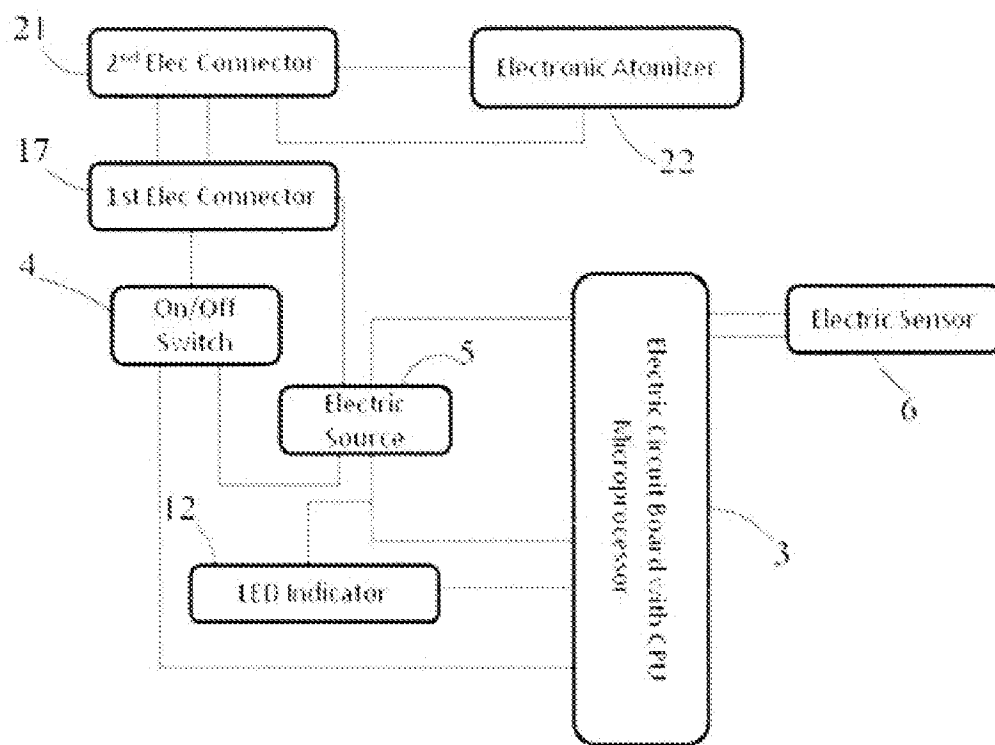 21
2nd Elec Connector
Electronic Atomizer
22
17
1st Elec Connector
4
On/Off
Switch
5
Electric
Source
Electric Circuit Board with CPU
Microprocessor
Electric Sensor
6
12
LED Indicator
3